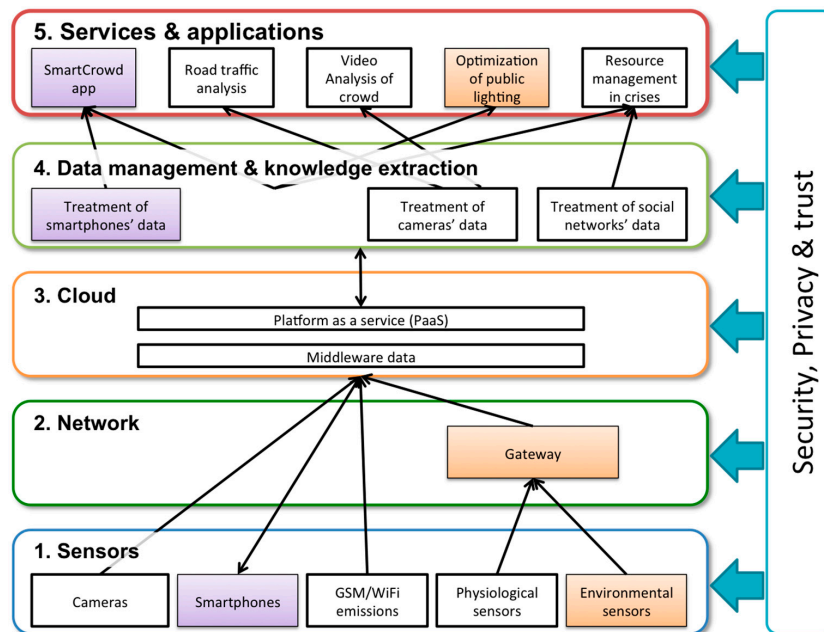 5. Services & applications
SmartCrowd
app
Road traffic
analysis
Video
Analysis of
crowd
Optimization
of public
lighting
Resource
management
in crises
4. Data management & knowledge extraction
Treatment of
smartphones' data
Treatment of
cameras' data
Treatment of social
networks' data
3. Cloud
Platform as a service (PaaS)
Middleware data
2. Network
Gateway
1. Sensors
Cameras
Smartphones
GSM/WiFi
emissions
Physiological
sensors
Environmental
sensors
Security, Privacy & trust